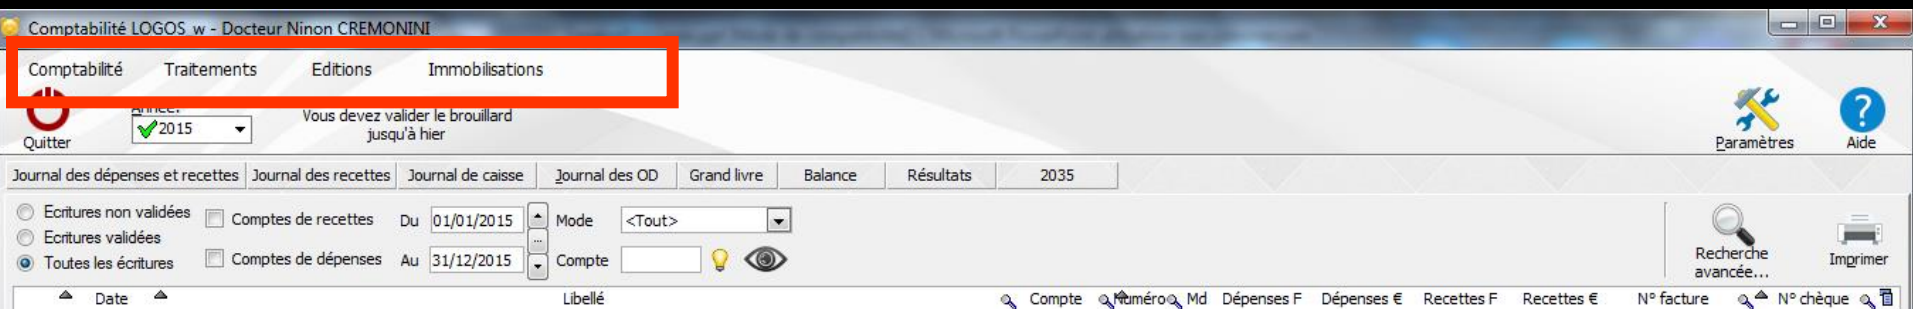 Comptabilité LOGOS_w - Docteur Ninon CREMONINI
Comptabilité Traitements Editions Immobilisations
Année:
2015
Vous devez valider le brouillard
jusqu'à hier
Quitter
Paramètres
Aide
Journal des dépenses et recettes Journal des recettes Journal de caisse Journal des OD Grand livre Balance Résultats 2035
Ecritures non validées
Ecritures validées
Toutes les écritures
Comptes de recettes
Comptes de dépenses
Du 01/01/2015
Au 31/12/2015
...
Mode <Tout>
Compte
Recherche
avancée...
Imprimer
Date Libellé Compte Numéro Md Dépenses F Dépenses € Recettes F Recettes € N° facture N° chèque